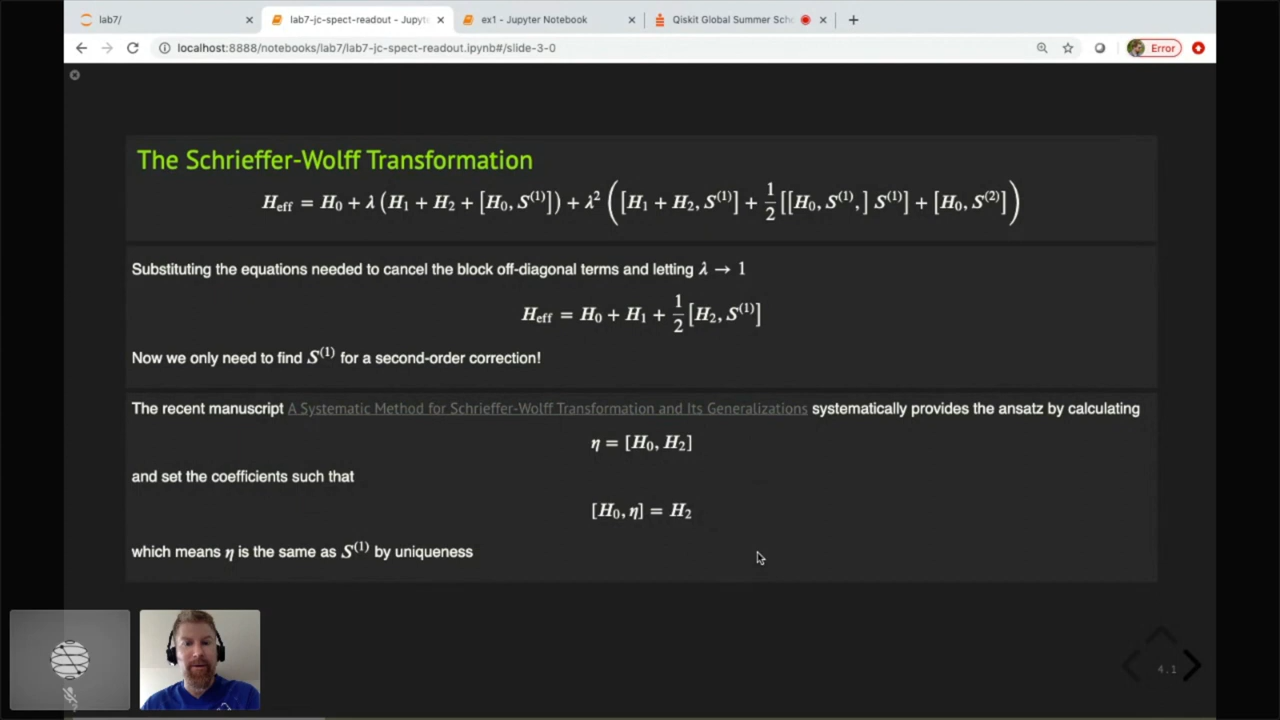 lab7/
lab7-jc-spect-readout - Jupyte
ex1 - Jupyter Notebook
Qiskit Global Summer Scho
localhost:8888/notebooks/lab7/lab7-jc-spect-readout.ipynb#/slide-3-0
Error
The Schrieffer-Wolff Transformation
H_eff = H_0 + λ (H_1 + H_2 + [H_0, S^(1)]) + λ^2 ([H_1 + H_2, S^(1)] + 1/2 [[H_0, S^(1),] S^(1)] + [H_0, S^(2)])
Substituting the equations needed to cancel the block off-diagonal terms and letting λ → 1
H_eff = H_0 + H_1 + 1/2 [H_2, S^(1)]
Now we only need to find S^(1) for a second-order correction!
The recent manuscript A Systematic Method for Schrieffer-Wolff Transformation and Its Generalizations systematically provides the ansatz by calculating
η = [H_0, H_2]
and set the coefficients such that
[H_0, η] = H_2
which means η is the same as S^(1) by uniqueness
4.1